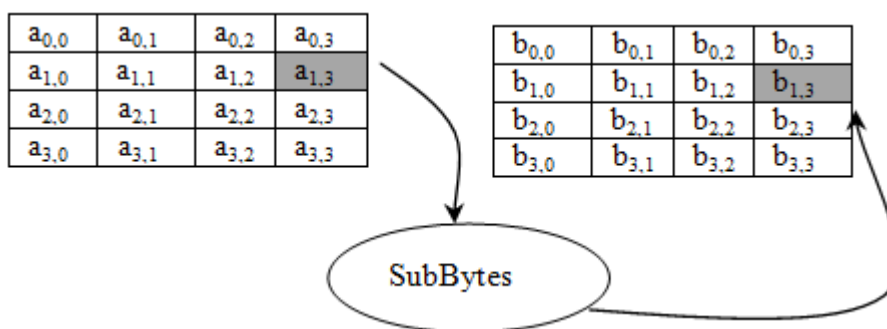 a0,0 a0,1 a0,2 a0,3
a1,0 a1,1 a1,2 a1,3
a2,0 a2,1 a2,2 a2,3
a3,0 a3,1 a3,2 a3,3
b0,0 b0,1 b0,2 b0,3
b1,0 b1,1 b1,2 b1,3
b2,0 b2,1 b2,2 b2,3
b3,0 b3,1 b3,2 b3,3
SubBytes